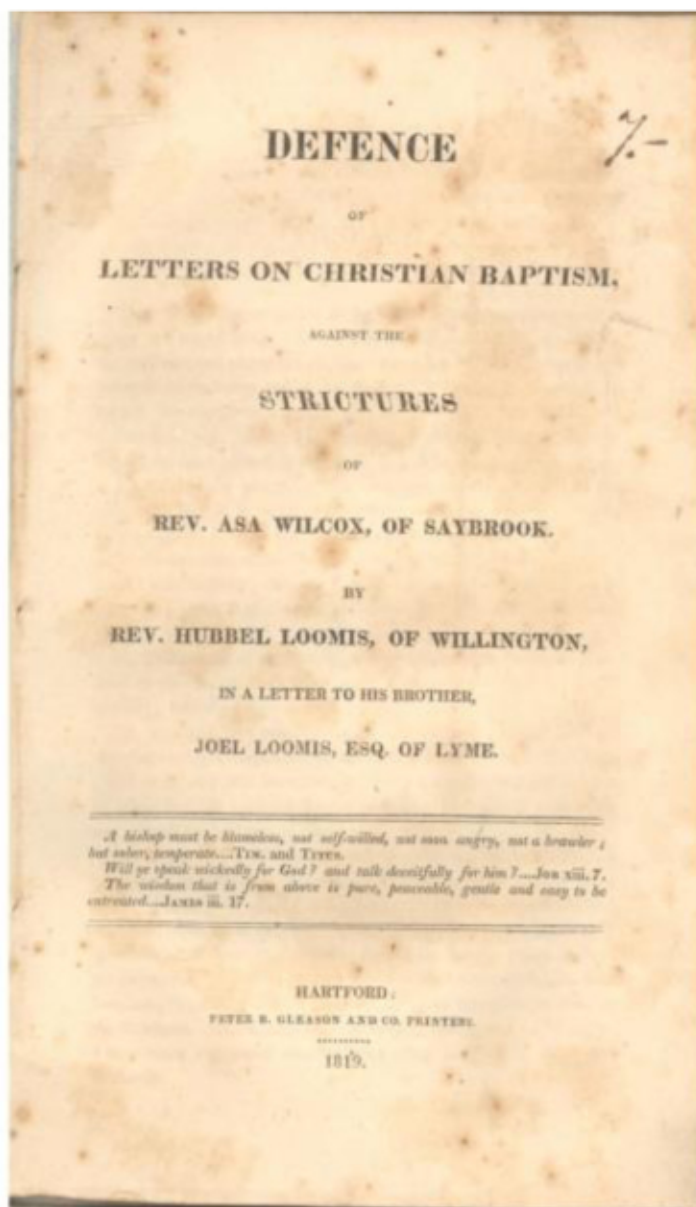 DEFENCE
7.-
OF
LETTERS ON CHRISTIAN BAPTISM,
AGAINST THE
STRICTURES
OF
REV. ASA WILCOX, OF SAYBROOK.
BY
REV. HUBBEL LOOMIS, OF WILLINGTON,
IN A LETTER TO HIS BROTHER,
JOEL LOOMIS, ESQ. OF LYME.
A bishop must be blameless, not self-willed, not soon angry, not a brawler;
but sober, temperate....TIM. and TITUS.
Will ye speak wickedly for God? and talk deceitfully for him?....JOB xiii. 7.
The wisdom that is from above is pure, peaceable, gentle and easy to be
entreated....JAMES iii. 17.
HARTFORD:
PETER B. GLEASON AND CO. PRINTERS.
1819.